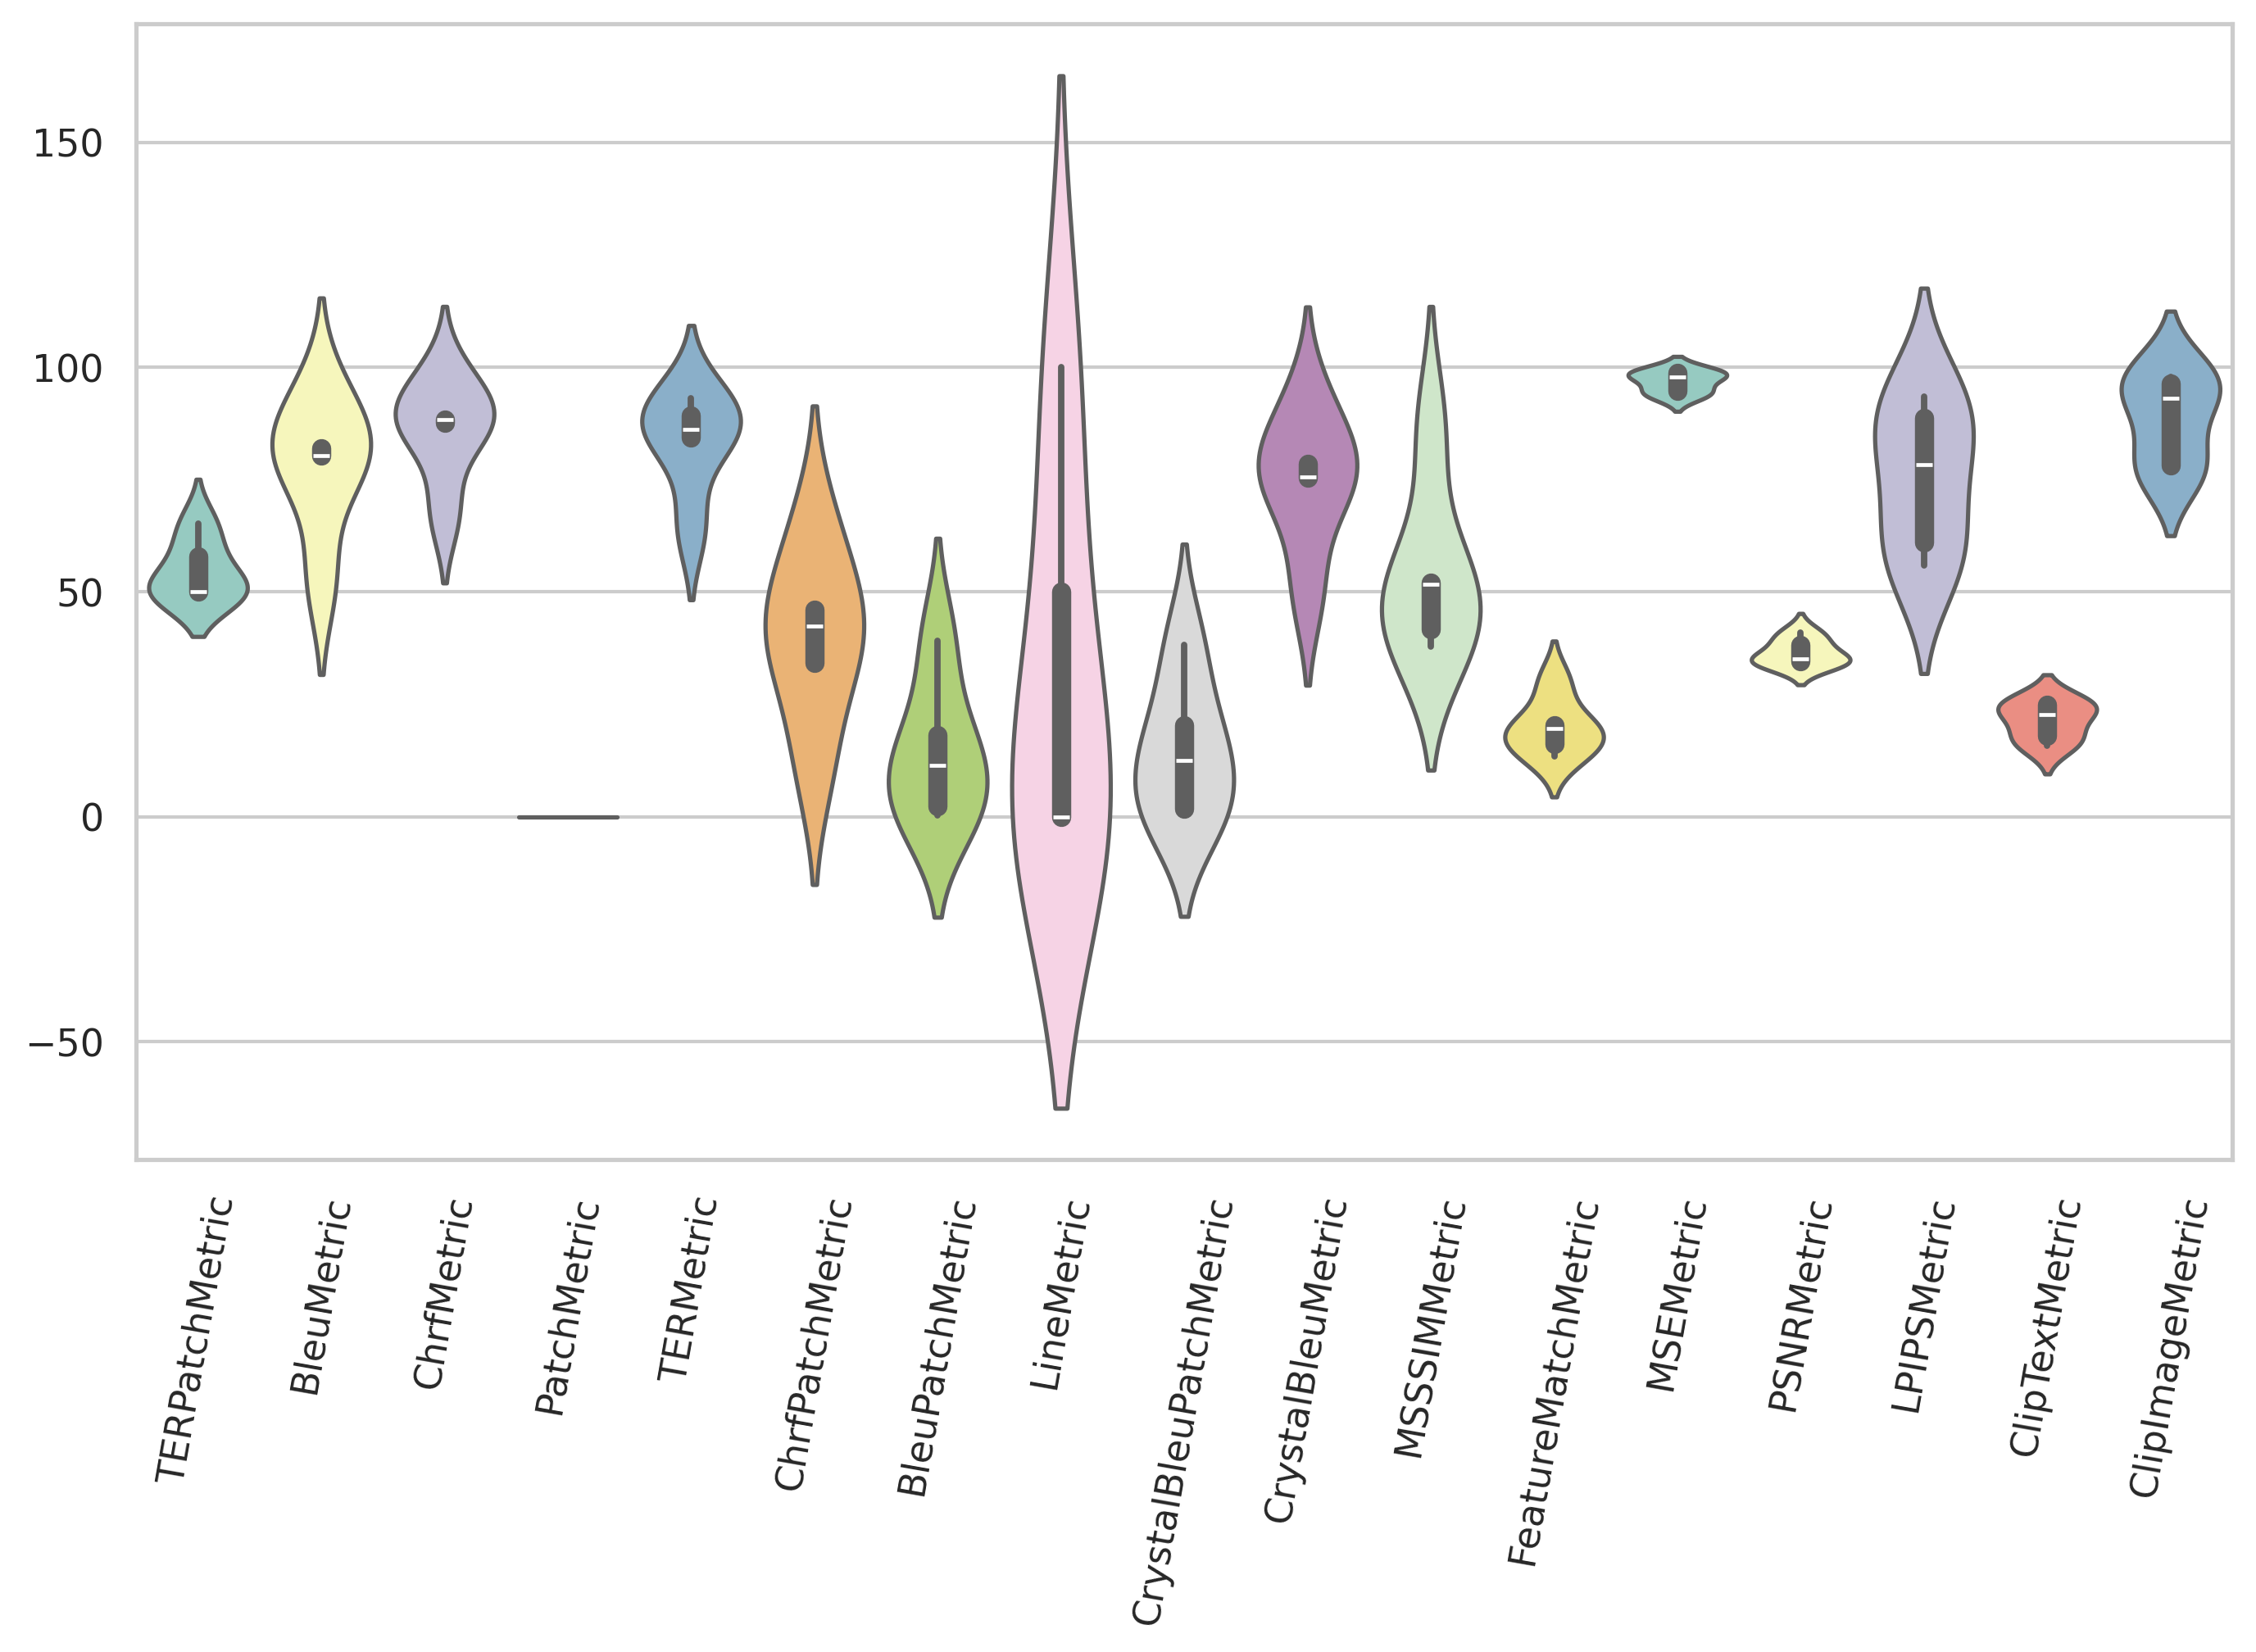 150
100
50
0
−50
TERPatchMetric
BleuMetric
ChrfMetric
PatchMetric
TERMetric
ChrfPatchMetric
BleuPatchMetric
LineMetric
CrystalBleuPatchMetric
CrystalBleuMetric
MSSSIMMetric
FeatureMatchMetric
MSEMetric
PSNRMetric
LPIPSMetric
ClipTextMetric
ClipImageMetric